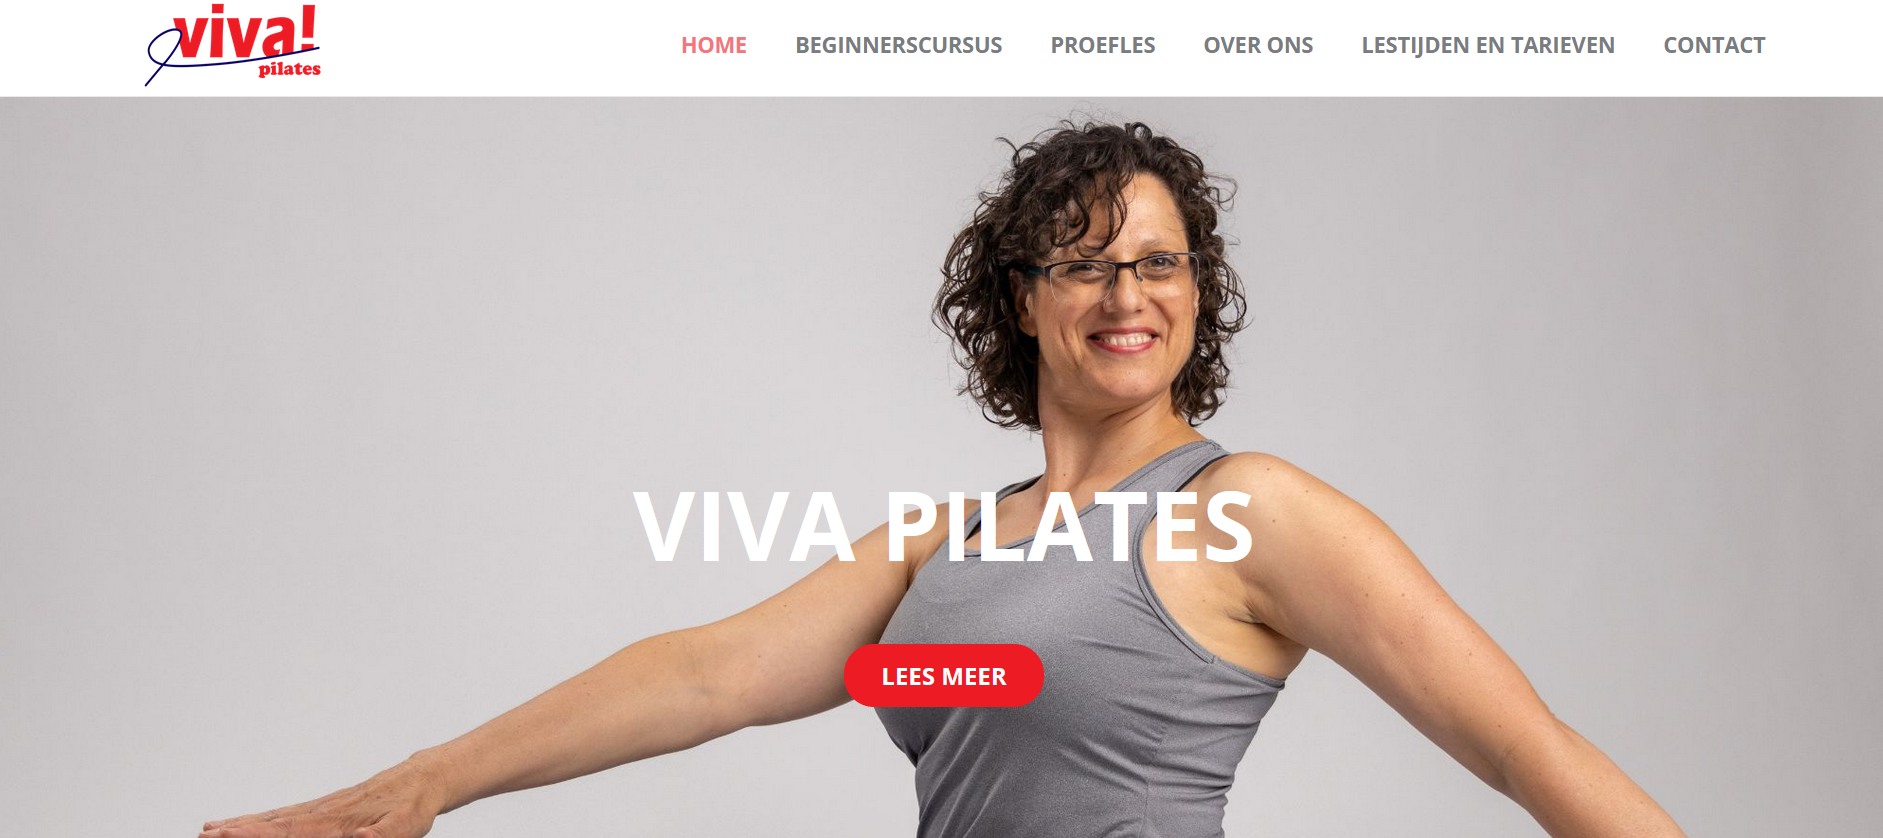 viva!
pilates
HOME BEGINNERSCURSUS PROEFLES OVER ONS LESTIJDEN EN TARIEVEN CONTACT
VIVA PILATES
LEES MEER